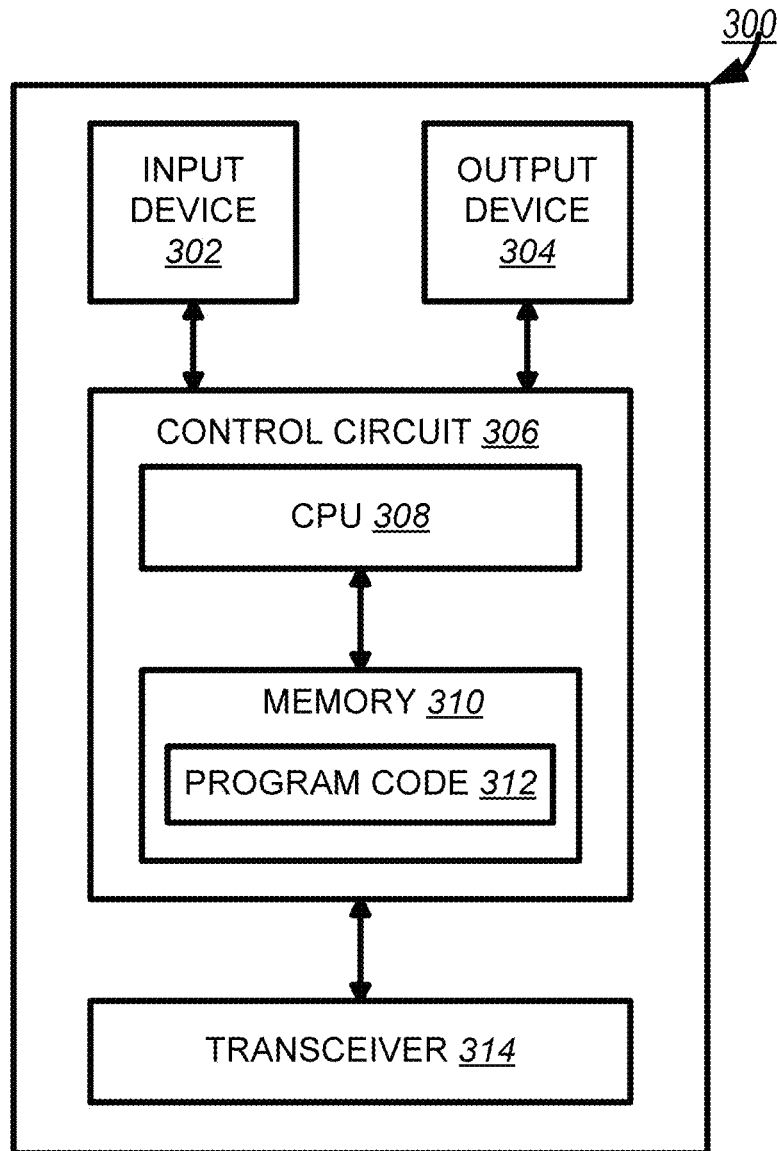 300
INPUT
DEVICE
302
OUTPUT
DEVICE
304
CONTROL CIRCUIT 306
CPU 308
MEMORY 310
PROGRAM CODE 312
TRANSCEIVER 314